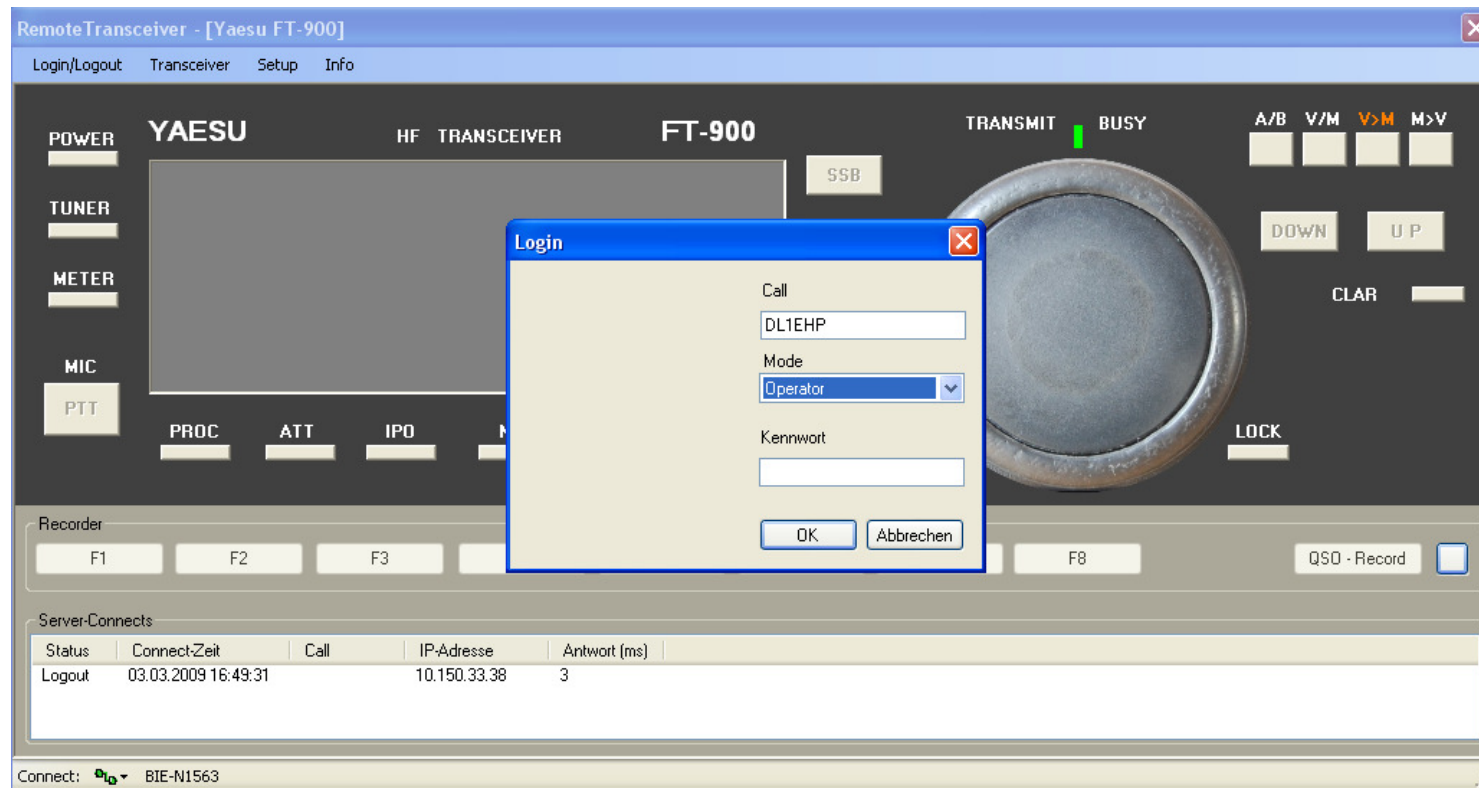 RemoteTransceiver - [Yaesu FT-900]
Login/Logout Transceiver Setup Info
POWER
YAESU
HF TRANSCEIVER
FT-900
TRANSMIT
BUSY
A/B V/M V>M M>V
SSB
TUNER
DOWN
U P
METER
CLAR
MIC
PTT
PROC ATT IPO
LOCK
Login
Call
DL1EHP
Mode
Operator
Kennwort
OK Abbrechen
Recorder
F1 F2 F3 F8 QSO - Record
Server-Connects
Status Connect-Zeit Call IP-Adresse Antwort (ms)
Logout 03.03.2009 16:49:31 10.150.33.38 3
Connect: BIE-N1563